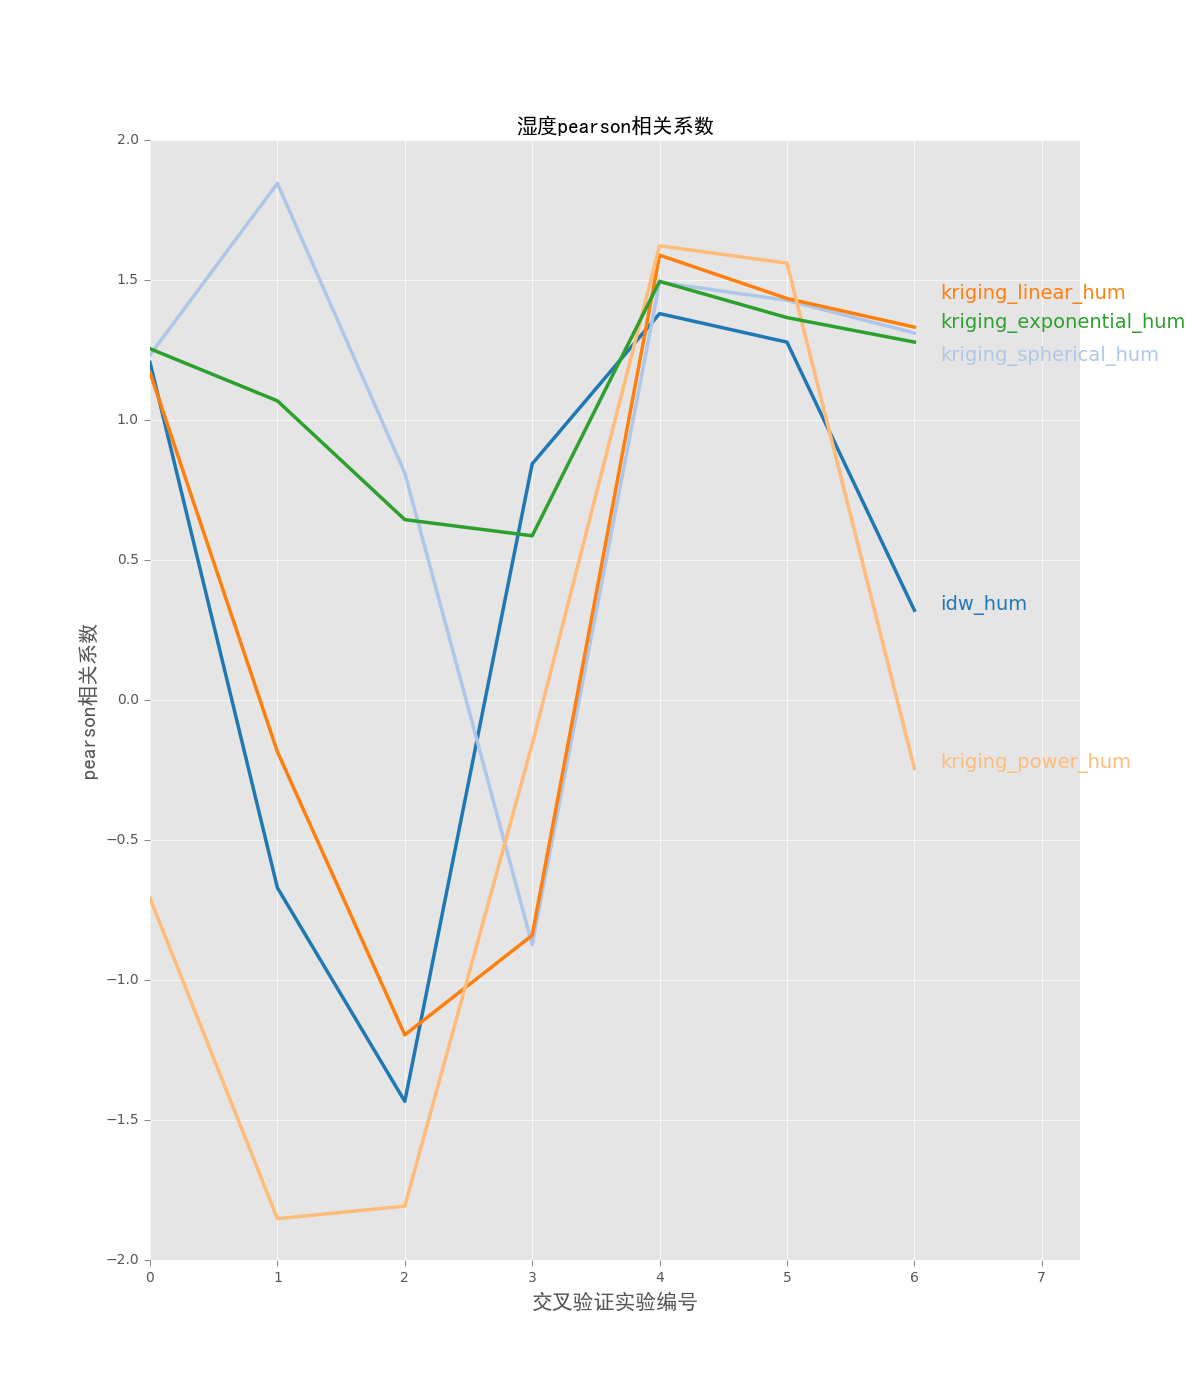 湿度pearson相关系数
2.0
1.5
1.0
0.5
0.0
−0.5
−1.0
−1.5
−2.0
pearson相关系数
kriging_linear_hum
kriging_exponential_hum
kriging_spherical_hum
idw_hum
kriging_power_hum
0 1 2 3 4 5 6 7
交叉验证实验编号